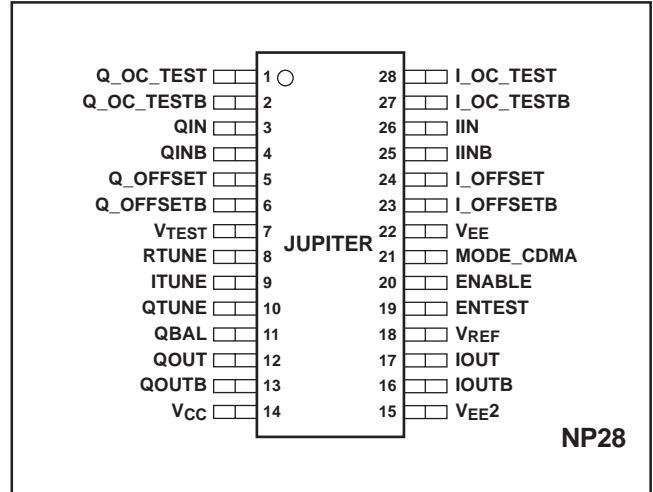 Q_OC_TEST 1 28 I_OC_TEST
Q_OC_TESTB 2 27 I_OC_TESTB
QIN 3 26 IIN
QINB 4 25 IINB
Q_OFFSET 5 24 I_OFFSET
Q_OFFSETB 6 23 I_OFFSETB
VTEST 7 22 VEE
JUPITER
RTUNE 8 21 MODE_CDMA
ITUNE 9 20 ENABLE
QTUNE 10 19 ENTEST
QBAL 11 18 VREF
QOUT 12 17 IOUT
QOUTB 13 16 IOUTB
VCC 14 15 VEE2
NP28